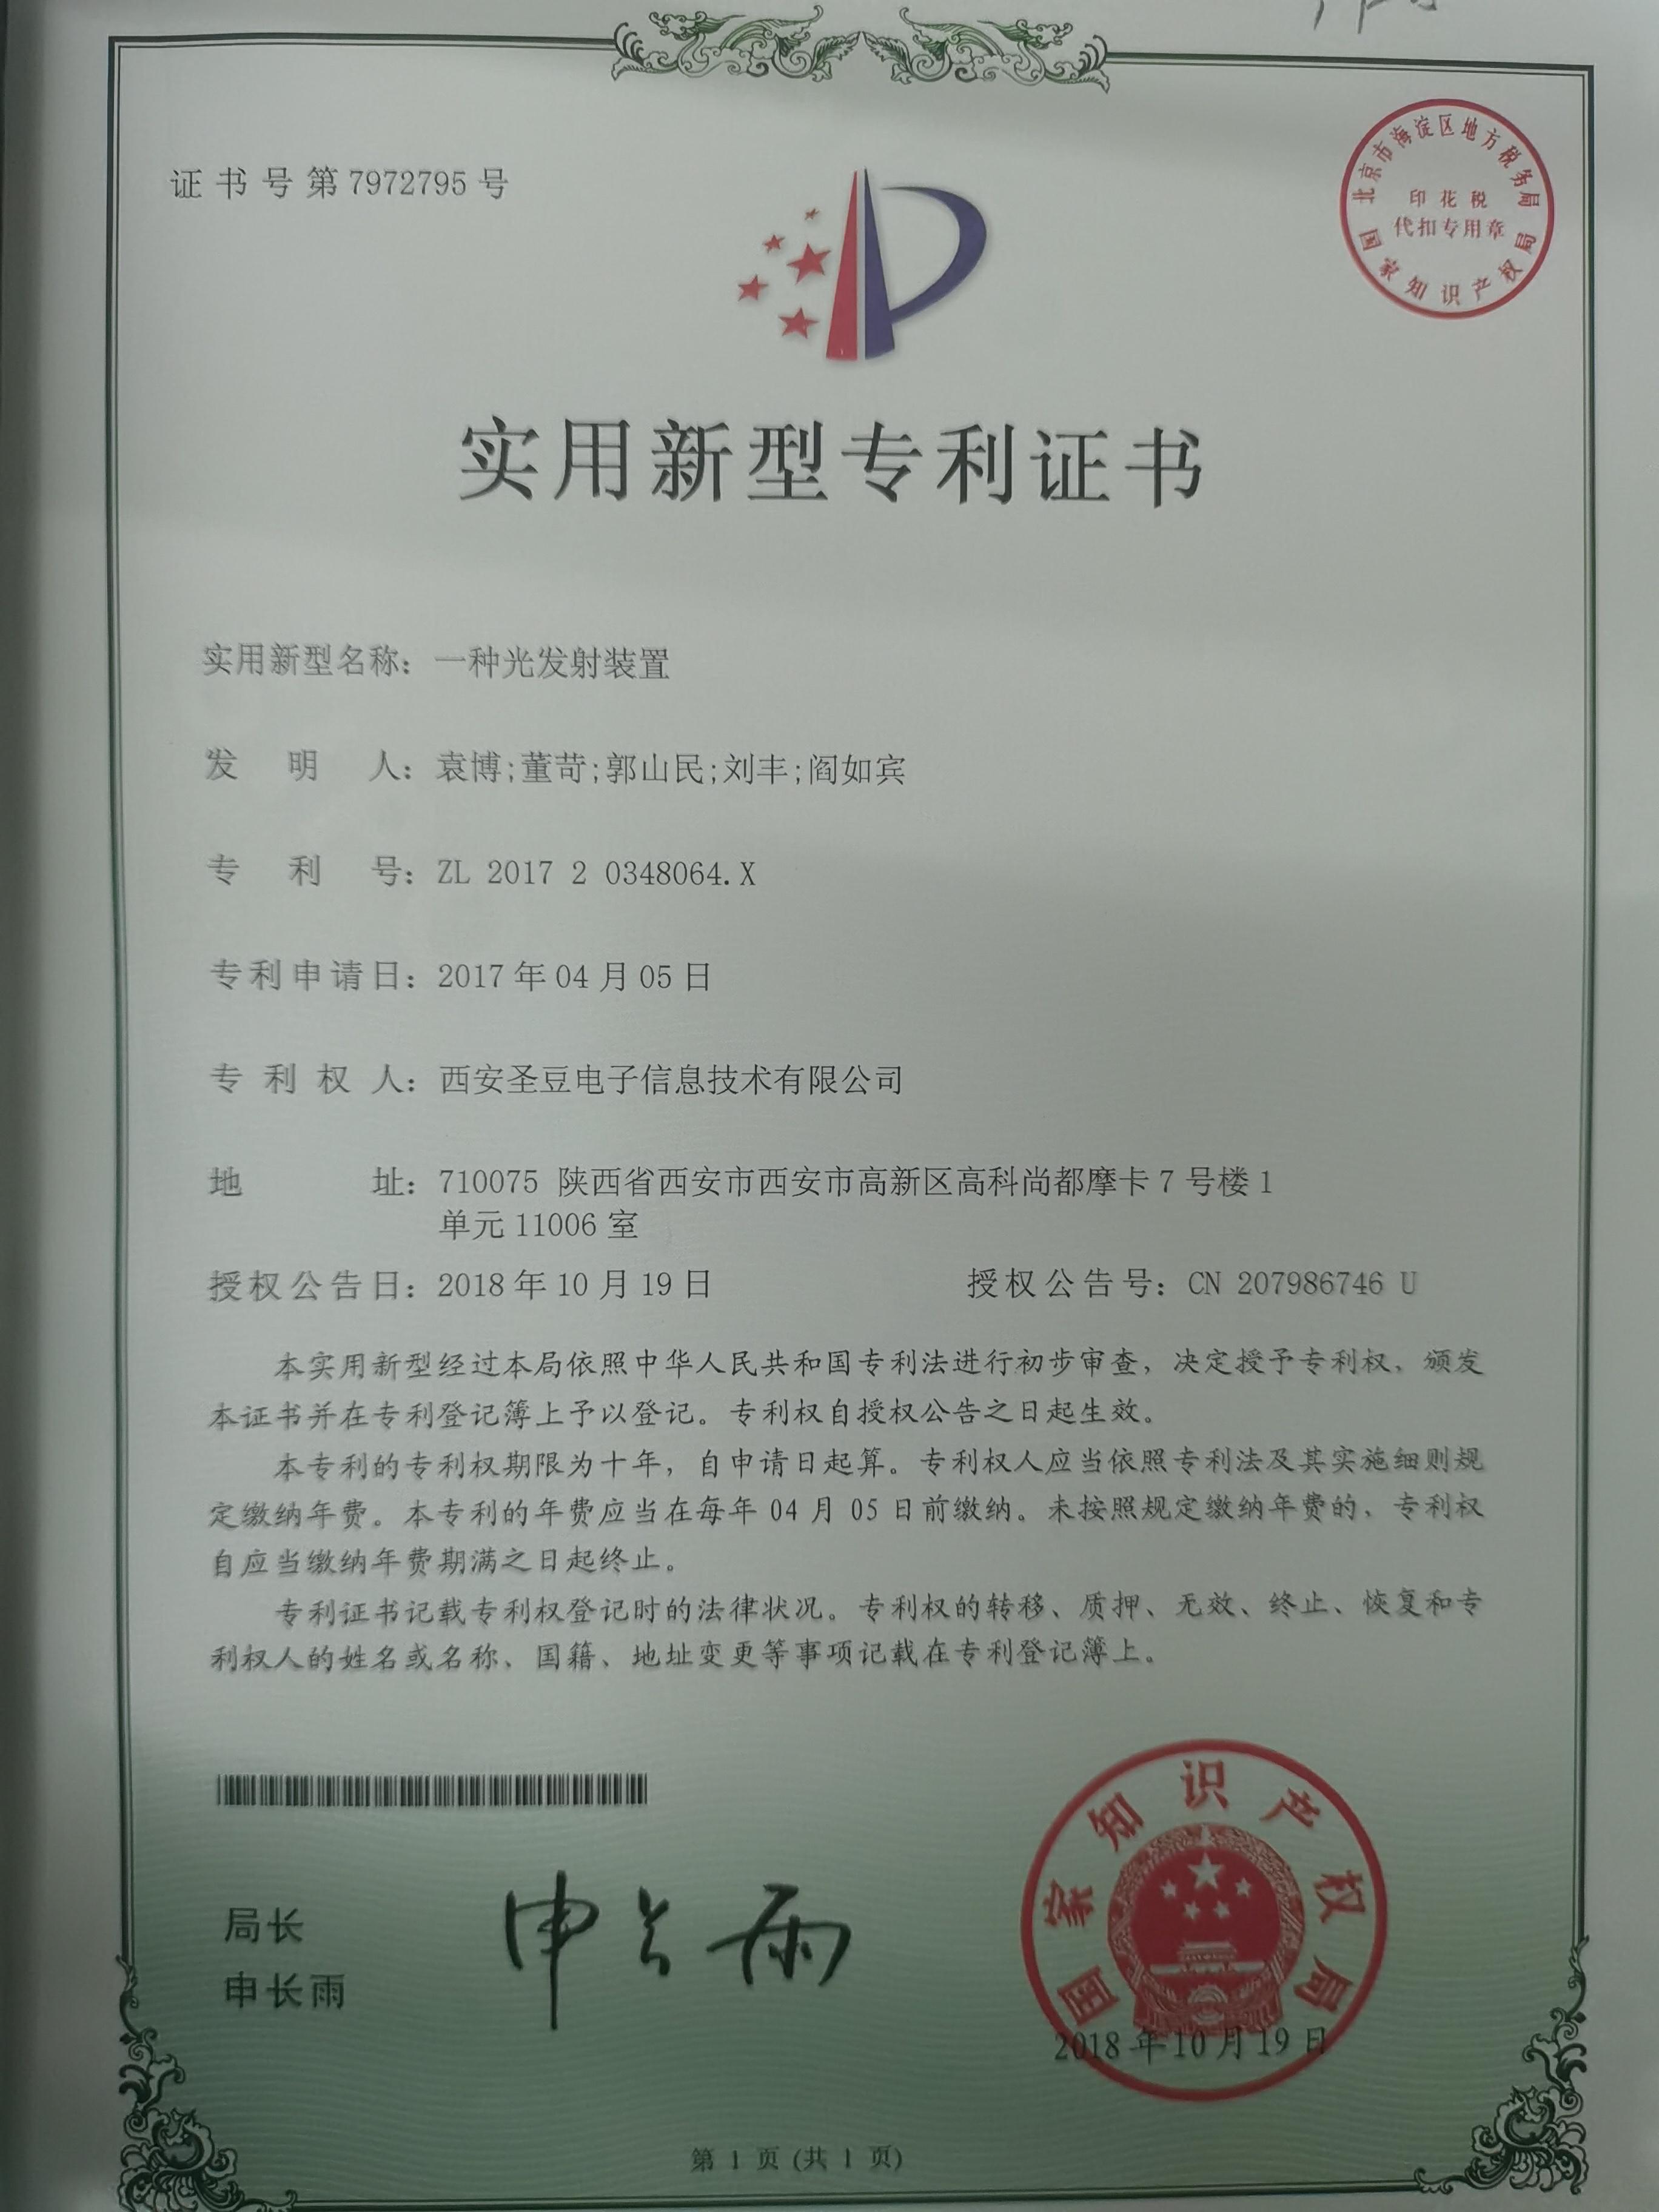 证书号第7972795号
北京市海淀区地方税务局
印花税
代扣专用章
国家知识产权局
实用新型专利证书
实用新型名称：一种光发射装置
发明人：袁博;董苛;郭山民;刘丰;阎如宾
专利号：ZL 2017 2 0348064.X
专利申请日：2017年04月05日
专利权人：西安圣豆电子信息技术有限公司
地址：710075 陕西省西安市西安市高新区高科尚都摩卡7号楼1
单元11006室
授权公告日：2018年10月19日 授权公告号：CN 207986746 U
本实用新型经过本局依照中华人民共和国专利法进行初步审查，决定授予专利权，颁发
本证书并在专利登记簿上予以登记。专利权自授权公告之日起生效。
本专利的专利权期限为十年，自申请日起算。专利权人应当依照专利法及其实施细则规
定缴纳年费。本专利的年费应当在每年04月05日前缴纳。未按照规定缴纳年费的，专利权
自应当缴纳年费期满之日起终止。
专利证书记载专利权登记时的法律状况。专利权的转移、质押、无效、终止、恢复和专
利权人的姓名或名称、国籍、地址变更等事项记载在专利登记簿上。
局长
申长雨
申长雨
国家知识产权局
2018年10月19日
第1页(共1页)